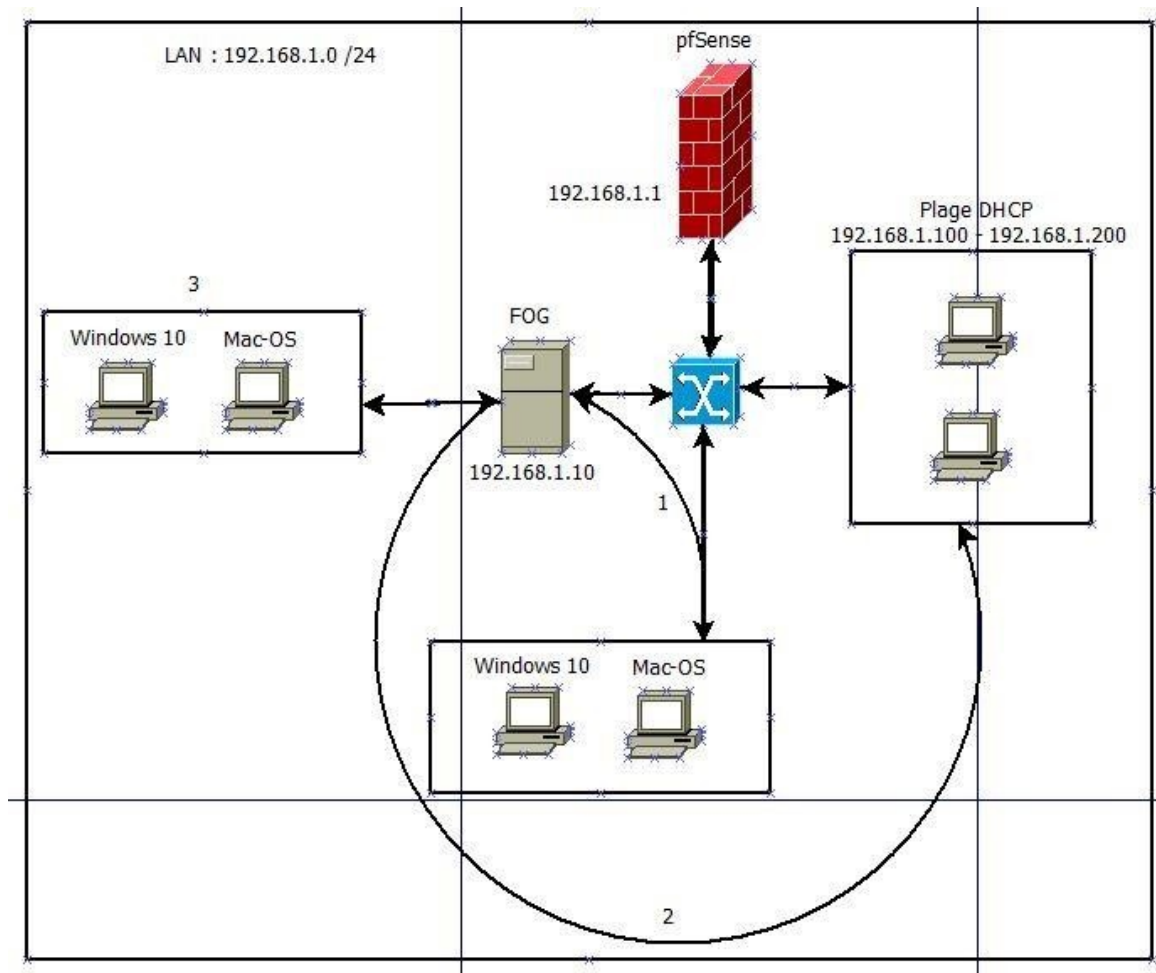 LAN : 192.168.1.0 /24
pfSense
192.168.1.1
Plage DHCP
192.168.1.100 - 192.168.1.200
3
Windows 10
Mac-OS
FOG
192.168.1.10
1
Windows 10
Mac-OS
2